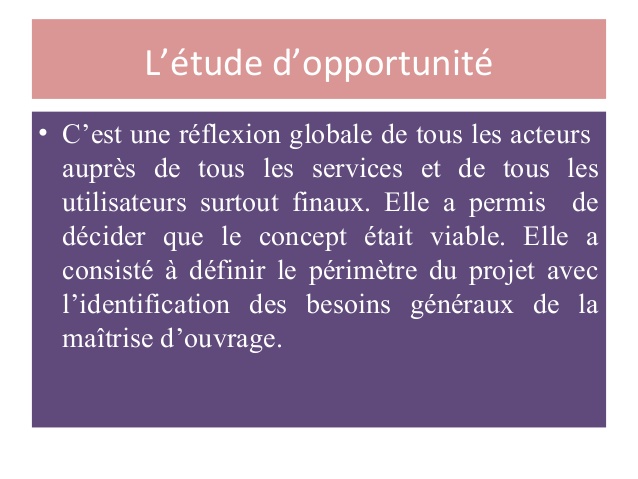 L’étude d’opportunité
• C’est une réflexion globale de tous les acteurs
auprès de tous les services et de tous les
utilisateurs surtout finaux. Elle a permis de
décider que le concept était viable. Elle a
consisté à définir le périmètre du projet avec
l’identification des besoins généraux de la
maîtrise d’ouvrage.